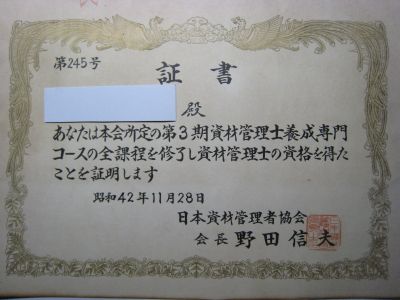 第245号
証書
殿
あなたは本会所定の第3期資材管理士養成専門
コースの全課程を修了し資材管理士の資格を得た
ことを証明します
昭和42年11月28日
日本資材管理者協会
会長 野田信夫